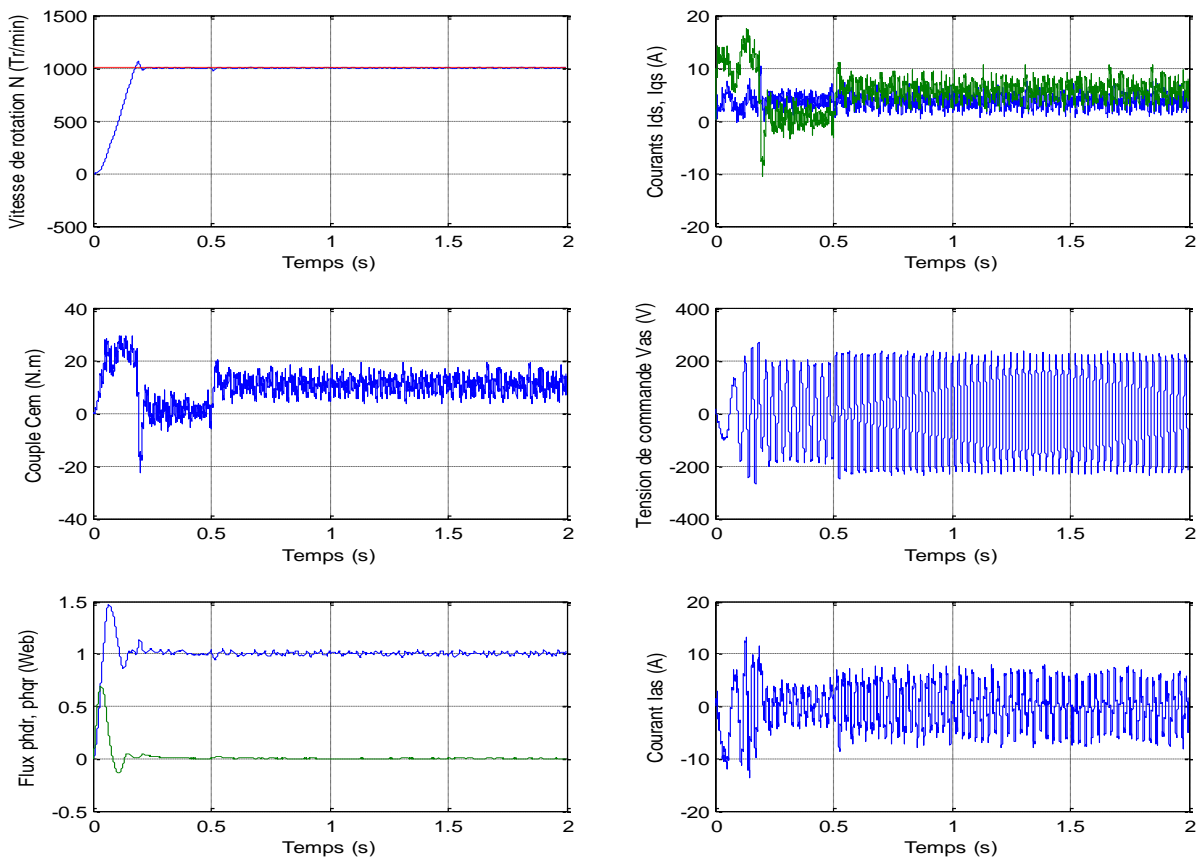 Vitesse de rotation N (Tr/min)
1500
1000
500
0
-500
0 0.5 1 1.5 2
Temps (s)
Courants Ids, Iqs (A)
20
10
0
-10
-20
0 0.5 1 1.5 2
Temps (s)
Couple Cem (N.m)
40
20
0
-20
-40
0 0.5 1 1.5 2
Temps (s)
Tension de commande Vas (V)
400
200
0
-200
-400
0 0.5 1 1.5 2
Temps (s)
Flux phdr, phqr (Web)
1.5
1
0.5
0
-0.5
0 0.5 1 1.5 2
Temps (s)
Courant Ias (A)
20
10
0
-10
-20
0 0.5 1 1.5 2
Temps (s)